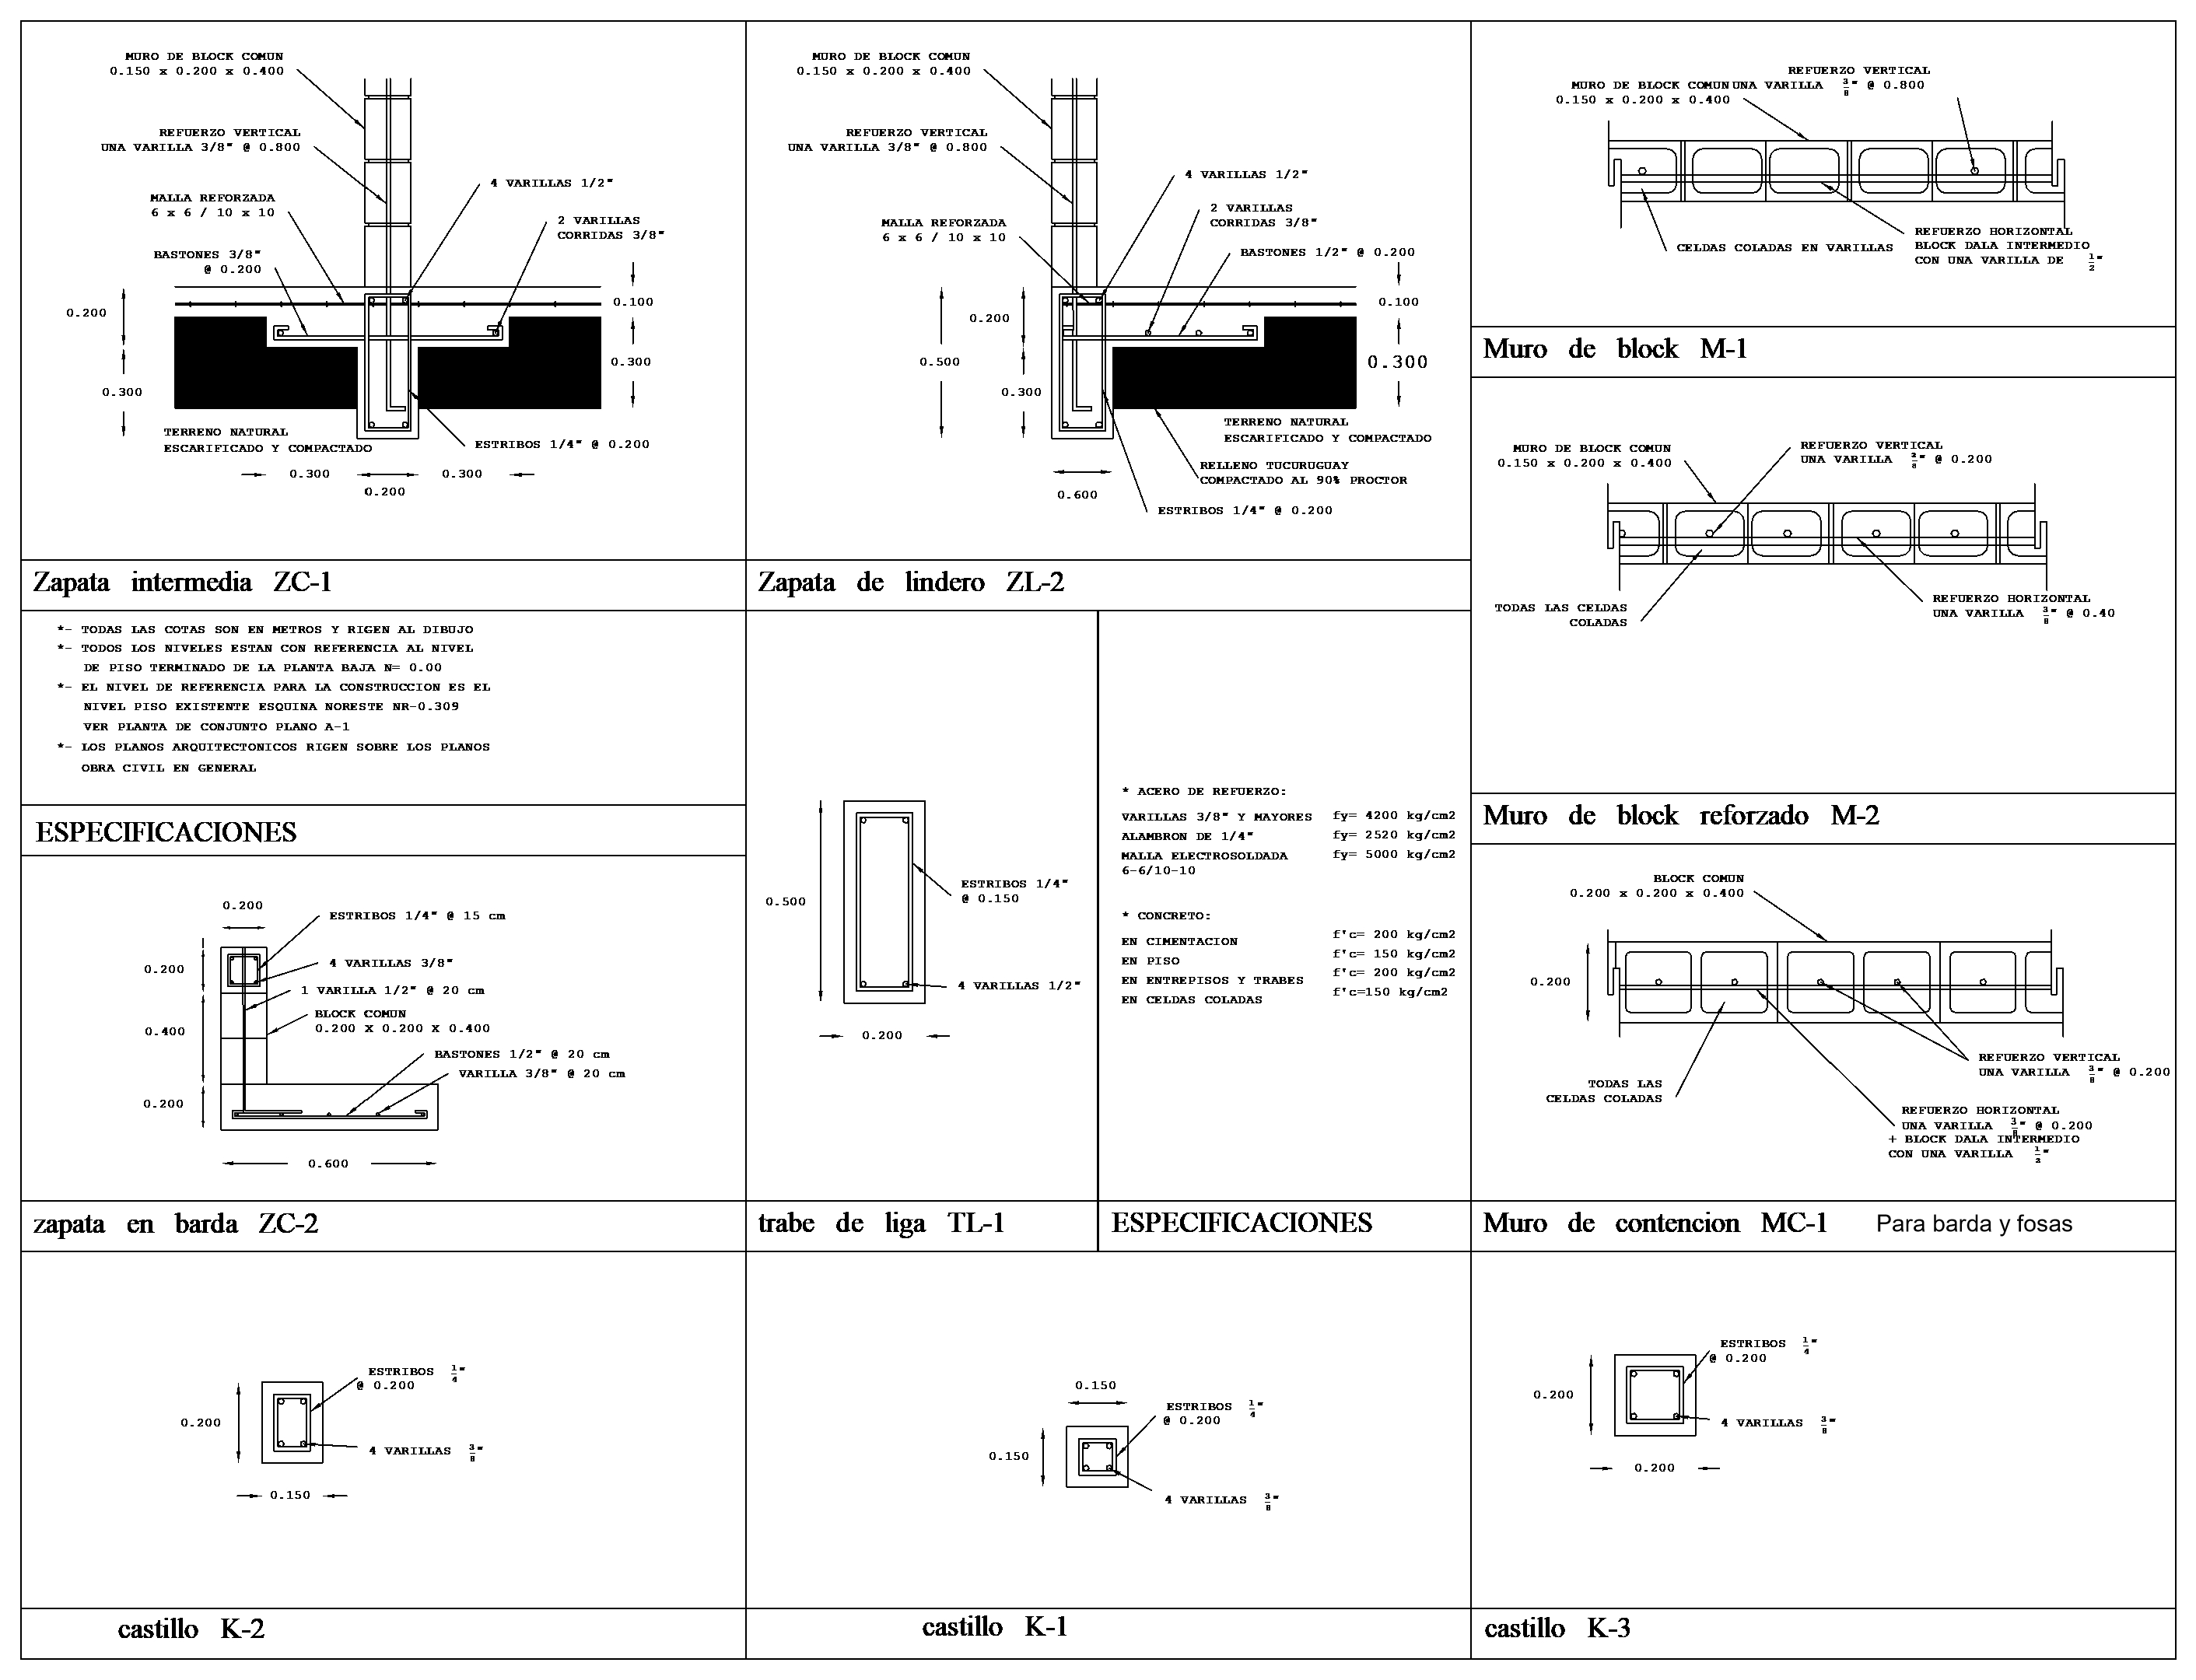 MURO DE BLOCK COMUN
0.150 x 0.200 x 0.400
REFUERZO VERTICAL
UNA VARILLA 3/8" @ 0.800
MALLA REFORZADA
6 x 6 / 10 x 10
BASTONES 3/8"
@ 0.200
4 VARILLAS 1/2"
2 VARILLAS
CORRIDAS 3/8"
0.200
0.300
0.100
0.300
TERRENO NATURAL
ESCARIFICADO Y COMPACTADO
ESTRIBOS 1/4" @ 0.200
0.300
0.300
0.200
Zapata intermedia ZC-1
MURO DE BLOCK COMUN
0.150 x 0.200 x 0.400
REFUERZO VERTICAL
UNA VARILLA 3/8" @ 0.800
4 VARILLAS 1/2"
2 VARILLAS
CORRIDAS 3/8"
MALLA REFORZADA
6 x 6 / 10 x 10
BASTONES 1/2" @ 0.200
0.500
0.200
0.300
0.100
0.300
TERRENO NATURAL
ESCARIFICADO Y COMPACTADO
RELLENO TUCURUGUAY
COMPACTADO AL 90% PROCTOR
0.600
ESTRIBOS 1/4" @ 0.200
Zapata de lindero ZL-2
REFUERZO VERTICAL
MURO DE BLOCK COMUN UNA VARILLA 3/8" @ 0.800
0.150 x 0.200 x 0.400
CELDAS COLADAS EN VARILLAS
REFUERZO HORIZONTAL
BLOCK DALA INTERMEDIO
CON UNA VARILLA DE 1/2"
Muro de block M-1
MURO DE BLOCK COMUN
0.150 x 0.200 x 0.400
REFUERZO VERTICAL
UNA VARILLA 3/8" @ 0.200
TODAS LAS CELDAS
COLADAS
REFUERZO HORIZONTAL
UNA VARILLA 3/8" @ 0.40
Muro de block reforzado M-2
*- TODAS LAS COTAS SON EN METROS Y RIGEN AL DIBUJO
*- TODOS LOS NIVELES ESTAN CON REFERENCIA AL NIVEL
DE PISO TERMINADO DE LA PLANTA BAJA N= 0.00
*- EL NIVEL DE REFERENCIA PARA LA CONSTRUCCION ES EL
NIVEL PISO EXISTENTE ESQUINA NORESTE NR-0.309
VER PLANTA DE CONJUNTO PLANO A-1
*- LOS PLANOS ARQUITECTONICOS RIGEN SOBRE LOS PLANOS
OBRA CIVIL EN GENERAL
ESPECIFICACIONES
0.200
ESTRIBOS 1/4" @ 15 cm
0.200
4 VARILLAS 3/8"
1 VARILLA 1/2" @ 20 cm
0.400
BLOCK COMUN
0.200 X 0.200 X 0.400
BASTONES 1/2" @ 20 cm
VARILLA 3/8" @ 20 cm
0.200
0.600
zapata en barda ZC-2
0.500
ESTRIBOS 1/4"
@ 0.150
4 VARILLAS 1/2"
0.200
trabe de liga TL-1
* ACERO DE REFUERZO:
VARILLAS 3/8" Y MAYORES fy= 4200 kg/cm2
ALAMBRON DE 1/4" fy= 2520 kg/cm2
MALLA ELECTROSOLDADA fy= 5000 kg/cm2
6-6/10-10
* CONCRETO:
EN CIMENTACION f'c= 200 kg/cm2
EN PISO f'c= 150 kg/cm2
EN ENTREPISOS Y TRABES f'c= 200 kg/cm2
EN CELDAS COLADAS f'c=150 kg/cm2
ESPECIFICACIONES
BLOCK COMUN
0.200 x 0.200 x 0.400
0.200
TODAS LAS
CELDAS COLADAS
REFUERZO VERTICAL
UNA VARILLA 3/8" @ 0.200
REFUERZO HORIZONTAL
UNA VARILLA 3/8" @ 0.200
+ BLOCK DALA INTERMEDIO
CON UNA VARILLA 1/2"
Muro de contencion MC-1 Para barda y fosas
ESTRIBOS 1/4"
@ 0.200
0.200
4 VARILLAS 3/8"
0.150
castillo K-2
0.150
ESTRIBOS 1/4"
@ 0.200
0.150
4 VARILLAS 3/8"
castillo K-1
ESTRIBOS 1/4"
@ 0.200
0.200
4 VARILLAS 3/8"
0.200
castillo K-3